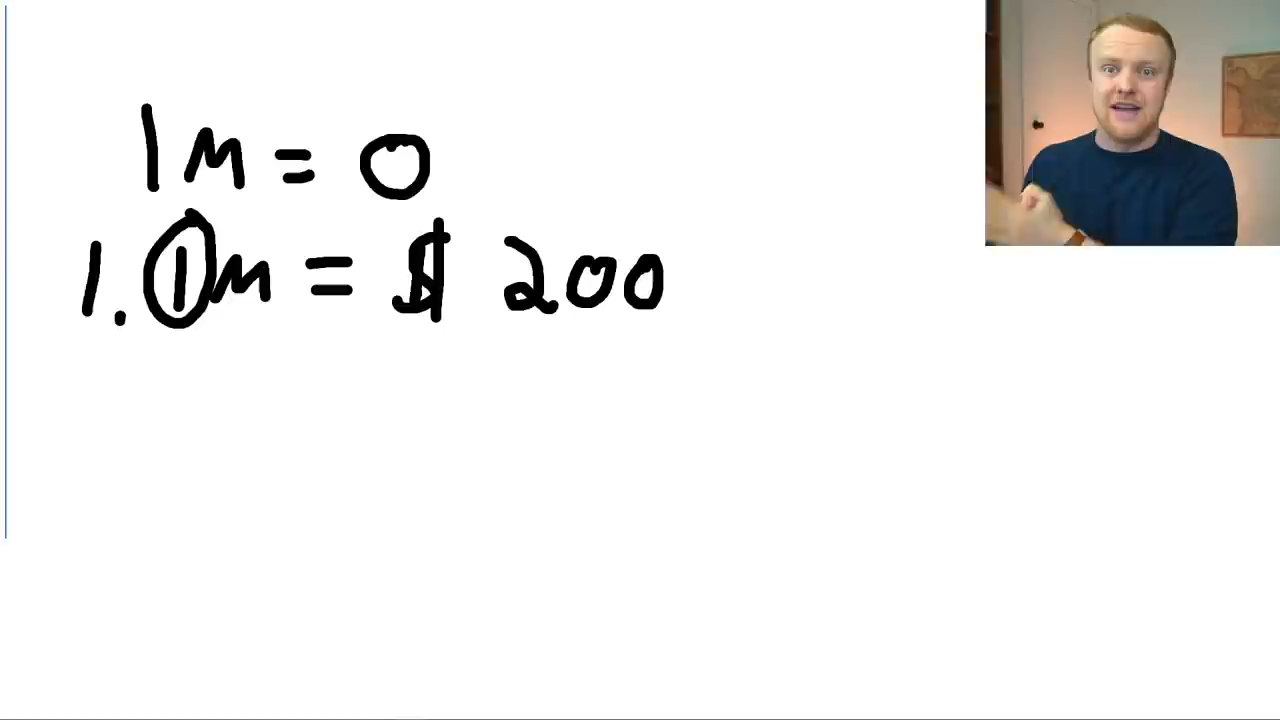 1M = 0
1.1M = $ 200